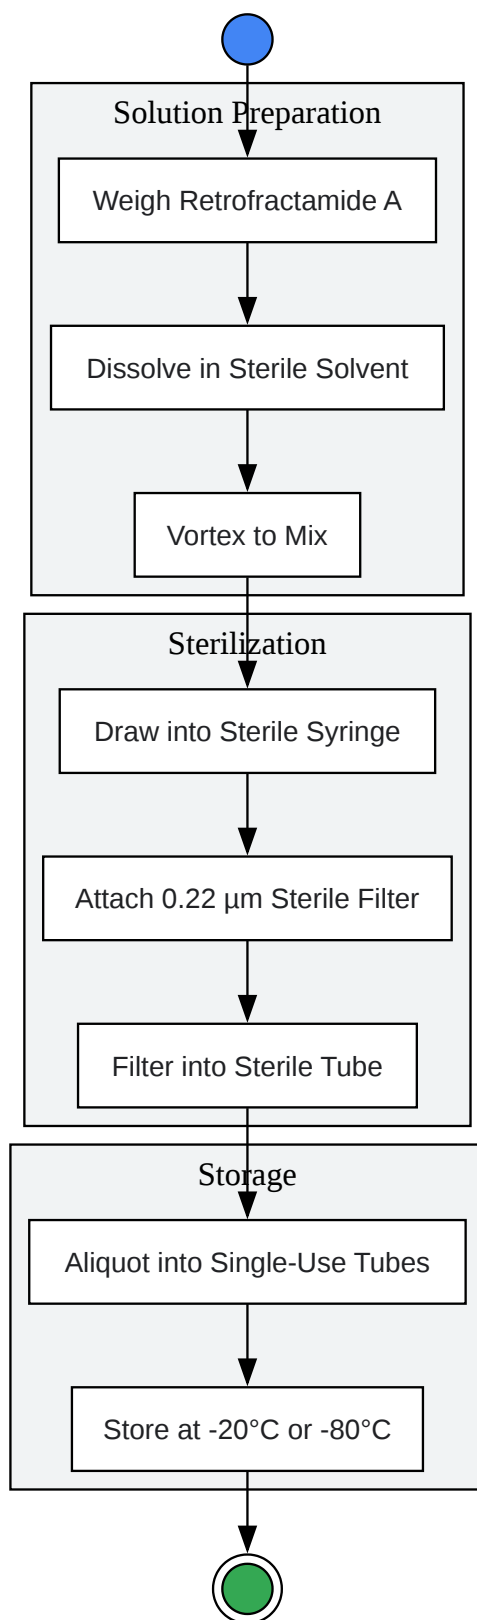 Solution Preparation
Weigh Retrofractamide A
Dissolve in Sterile Solvent
Vortex to Mix
Sterilization
Draw into Sterile Syringe
Attach 0.22 µm Sterile Filter
Filter into Sterile Tube
Storage
Aliquot into Single-Use Tubes
Store at -20°C or -80°C